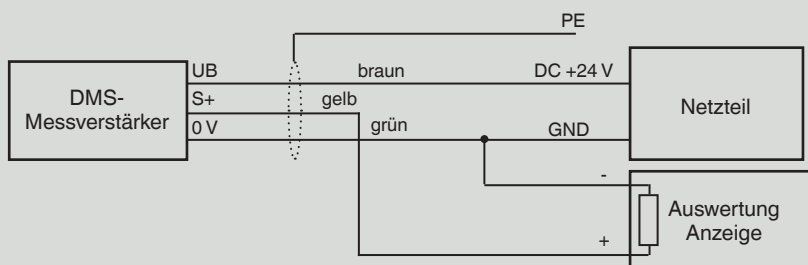 PE
UB
braun
DC +24 V
DMS-
Messverstärker
S+
gelb
Netzteil
0 V
grün
GND
-
Auswertung
Anzeige
+